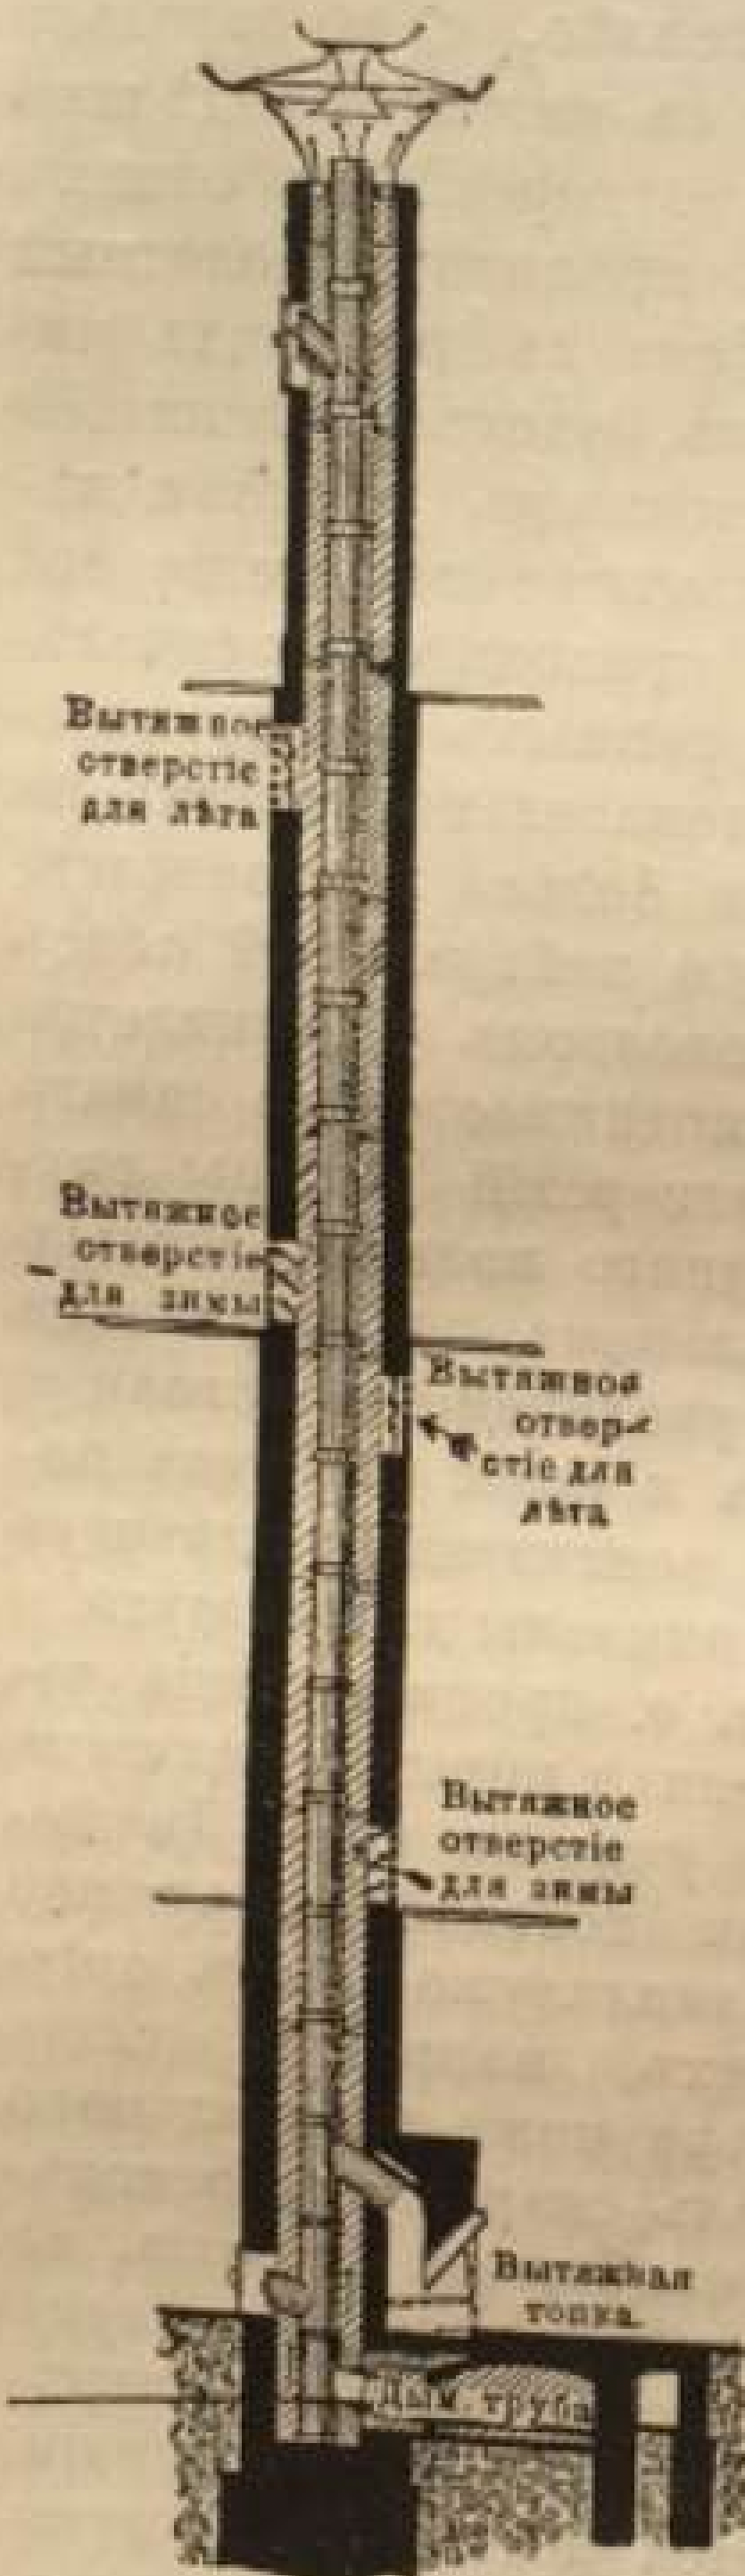 Вытяжное
отверстіе
для лѣта
Вытяжное
отверстіе
для зимы
Вытяжное
отвер-
стіе для
лѣта
Вытяжное
отверстіе
для зимы
Вытяжная
топка.
Дым. труба